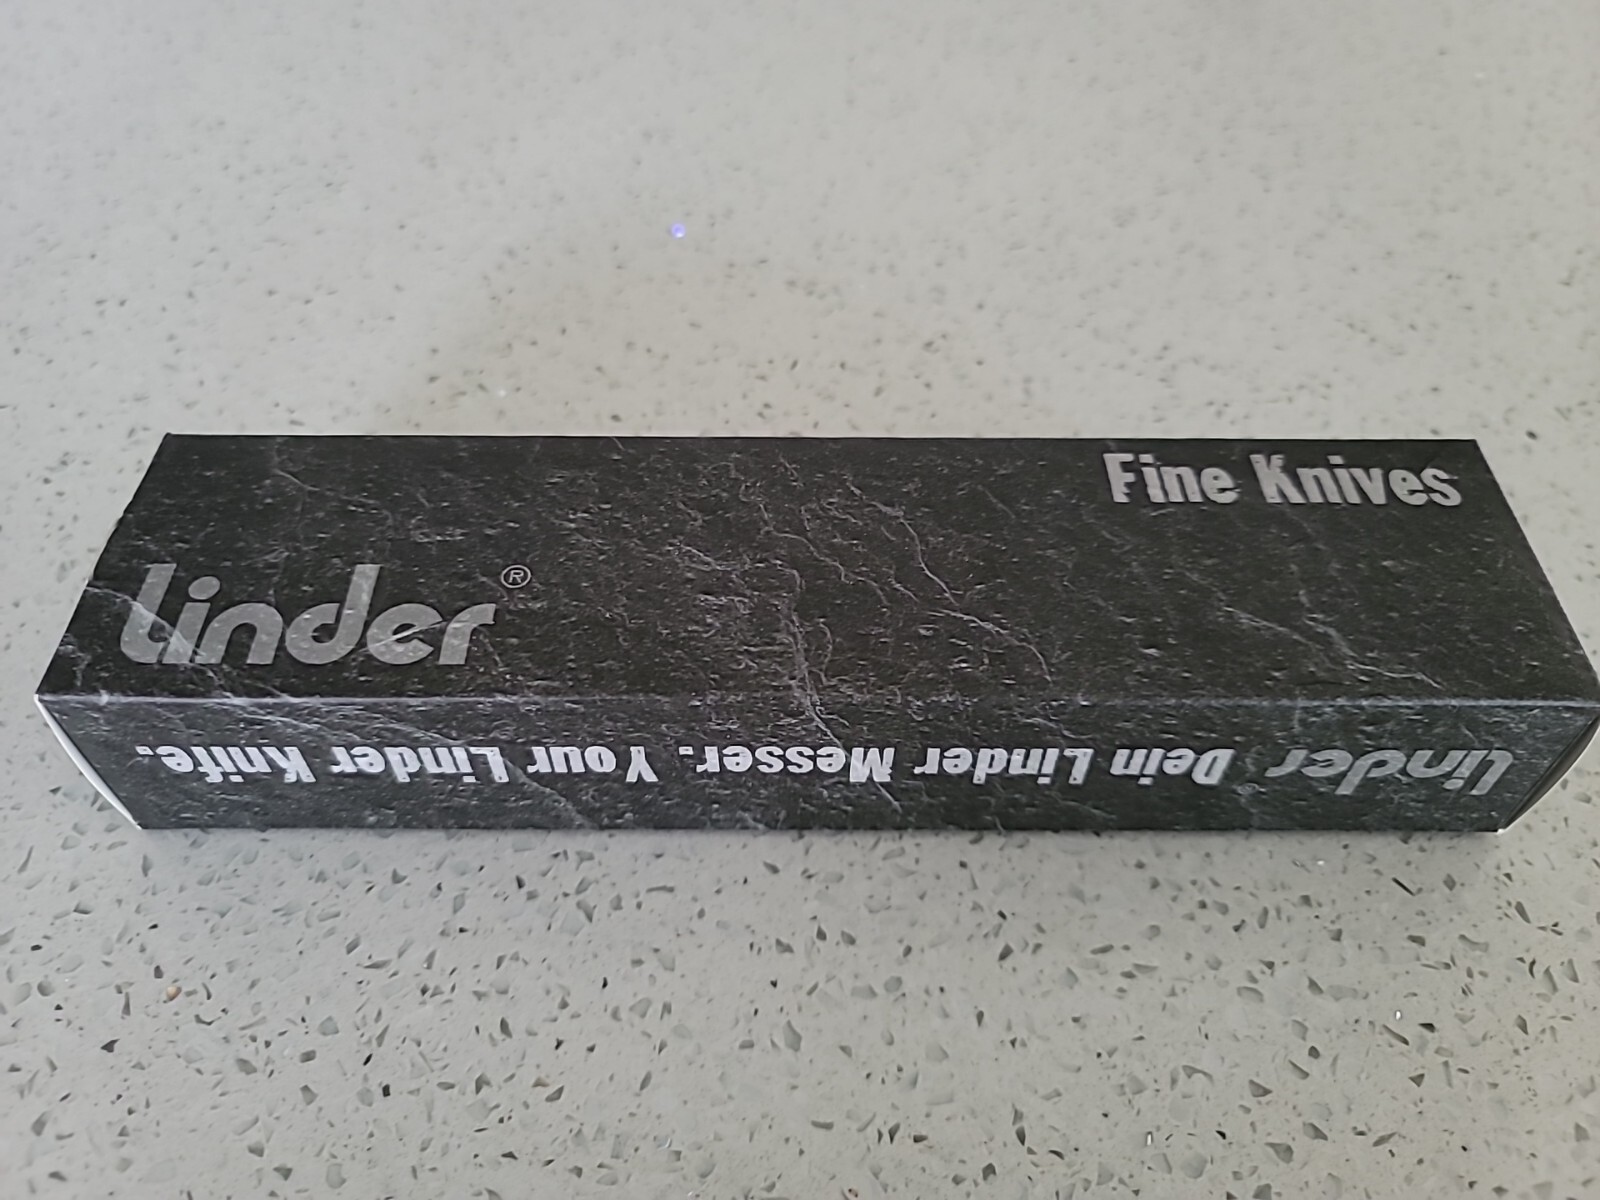 Fine Knives
Linder®
Linder® Dein Linder Messer. Your Linder Knife.